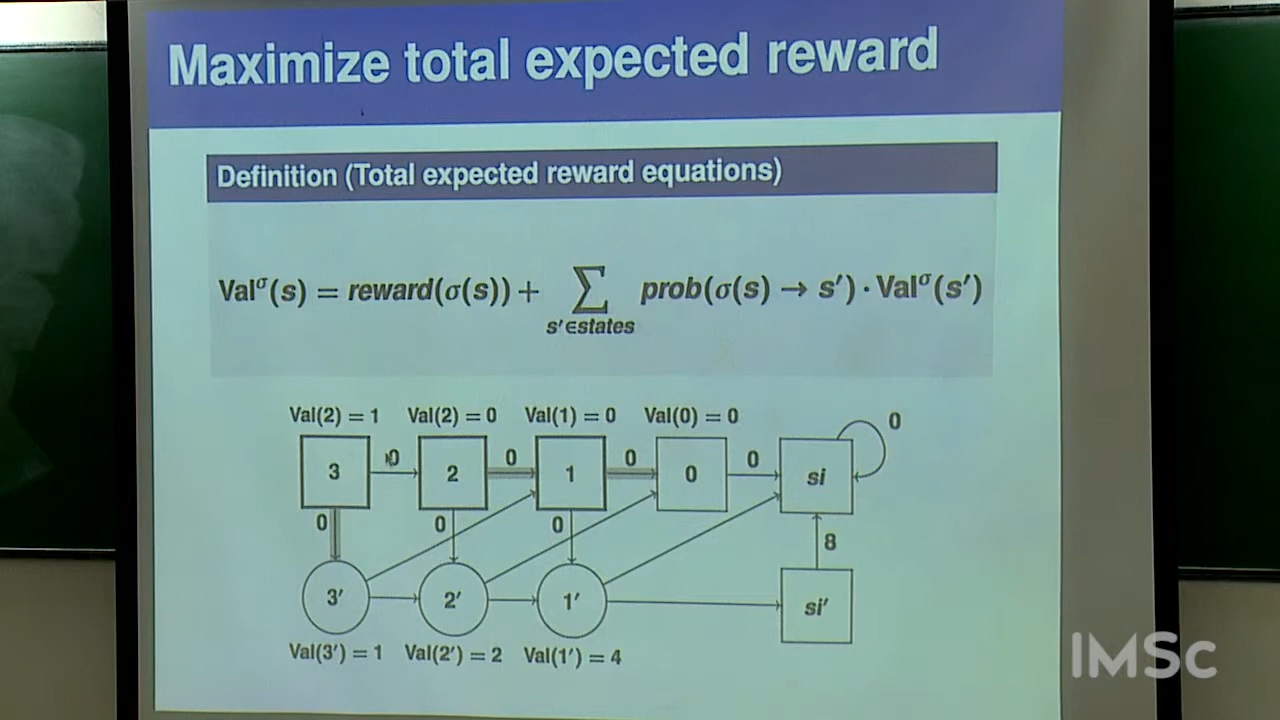 Maximize total expected reward
Definition (Total expected reward equations)
Valσ(s) = reward(σ(s)) + ∑ prob(σ(s) → s′) · Valσ(s′)
s′∈states
Val(2) = 1 Val(2) = 0 Val(1) = 0 Val(0) = 0
0
3 0 2 0 1 0 0 0 si
0 0 0 8
3′ 2′ 1′ si′
Val(3′) = 1 Val(2′) = 2 Val(1′) = 4
IMSc